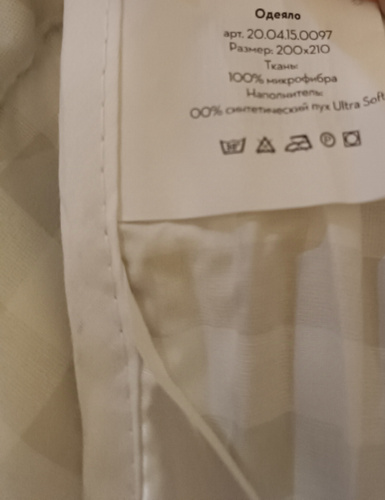 Одеяло
арт. 20.04.15.0097
Размер: 200х210
Ткань:
100% микрофибра
Наполнитель:
00% синтетический пух Ultra Soft